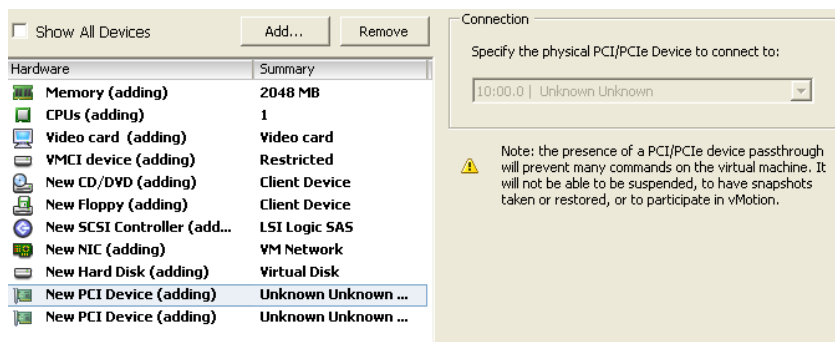 Show All Devices
Add...
Remove
Hardware
Summary
Memory (adding)
2048 MB
CPUs (adding)
1
Video card (adding)
Video card
VMCI device (adding)
Restricted
New CD/DVD (adding)
Client Device
New Floppy (adding)
Client Device
New SCSI Controller (add...
LSI Logic SAS
New NIC (adding)
VM Network
New Hard Disk (adding)
Virtual Disk
New PCI Device (adding)
Unknown Unknown ...
New PCI Device (adding)
Unknown Unknown ...
Connection
Specify the physical PCI/PCIe Device to connect to:
10:00.0 | Unknown Unknown
Note: the presence of a PCI/PCIe device passthrough
will prevent many commands on the virtual machine. It
will not be able to be suspended, to have snapshots
taken or restored, or to participate in vMotion.